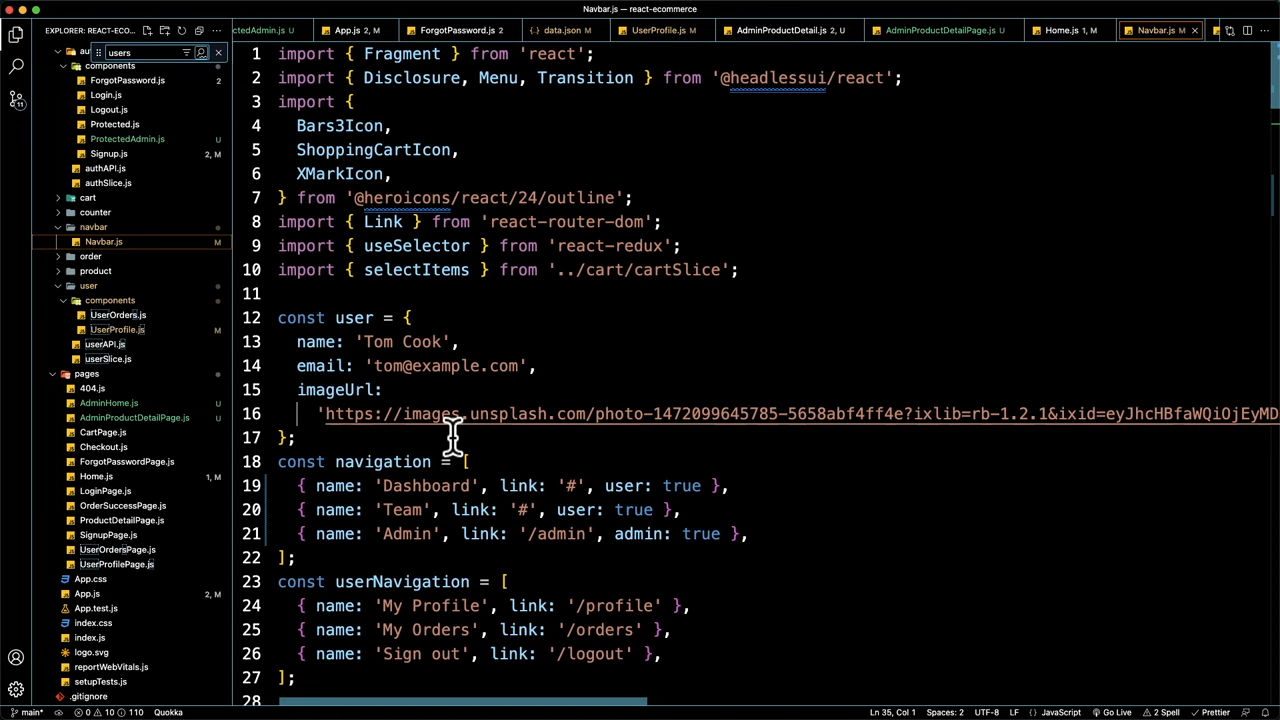 Navbar.js — react-ecommerce
EXPLORER: REACT-ECO...
ctedAdmin.js U
App.js 2, M
ForgotPassword.js 2
data.json M
UserProfile.js M
AdminProductDetail.js 2, U
AdminProductDetailPage.js U
Home.js 1, M
Navbar.js M
users
components
ForgotPassword.js 2
Login.js
Logout.js
Protected.js
ProtectedAdmin.js U
Signup.js 2, M
authAPI.js
authSlice.js
cart
counter
navbar
Navbar.js M
order
product
user
components
UserOrders.js
UserProfile.js M
userAPI.js
userSlice.js
pages
404.js
AdminHome.js U
AdminProductDetailPage.js U
CartPage.js
Checkout.js
ForgotPasswordPage.js
Home.js 1, M
LoginPage.js
OrderSuccessPage.js
ProductDetailPage.js
SignupPage.js
UserOrdersPage.js
UserProfilePage.js
App.css
App.js 2, M
App.test.js
index.css
index.js
logo.svg
reportWebVitals.js
setupTests.js
.gitignore
1 import { Fragment } from 'react';
2 import { Disclosure, Menu, Transition } from '@headlessui/react';
3 import {
4 Bars3Icon,
5 ShoppingCartIcon,
6 XMarkIcon,
7 } from '@heroicons/react/24/outline';
8 import { Link } from 'react-router-dom';
9 import { useSelector } from 'react-redux';
10 import { selectItems } from '../cart/cartSlice';
11
12 const user = {
13 name: 'Tom Cook',
14 email: 'tom@example.com',
15 imageUrl:
16 'https://images.unsplash.com/photo-1472099645785-5658abf4ff4e?ixlib=rb-1.2.1&ixid=eyJhcHBfaWQiOjEyMD
17 };
18 const navigation = [
19 { name: 'Dashboard', link: '#', user: true },
20 { name: 'Team', link: '#', user: true },
21 { name: 'Admin', link: '/admin', admin: true },
22 ];
23 const userNavigation = [
24 { name: 'My Profile', link: '/profile' },
25 { name: 'My Orders', link: '/orders' },
26 { name: 'Sign out', link: '/logout' },
27 ];
28
main* 0 10 110 Quokka
Ln 35, Col 1 Spaces: 2 UTF-8 LF JavaScript Go Live 2 Spell Prettier